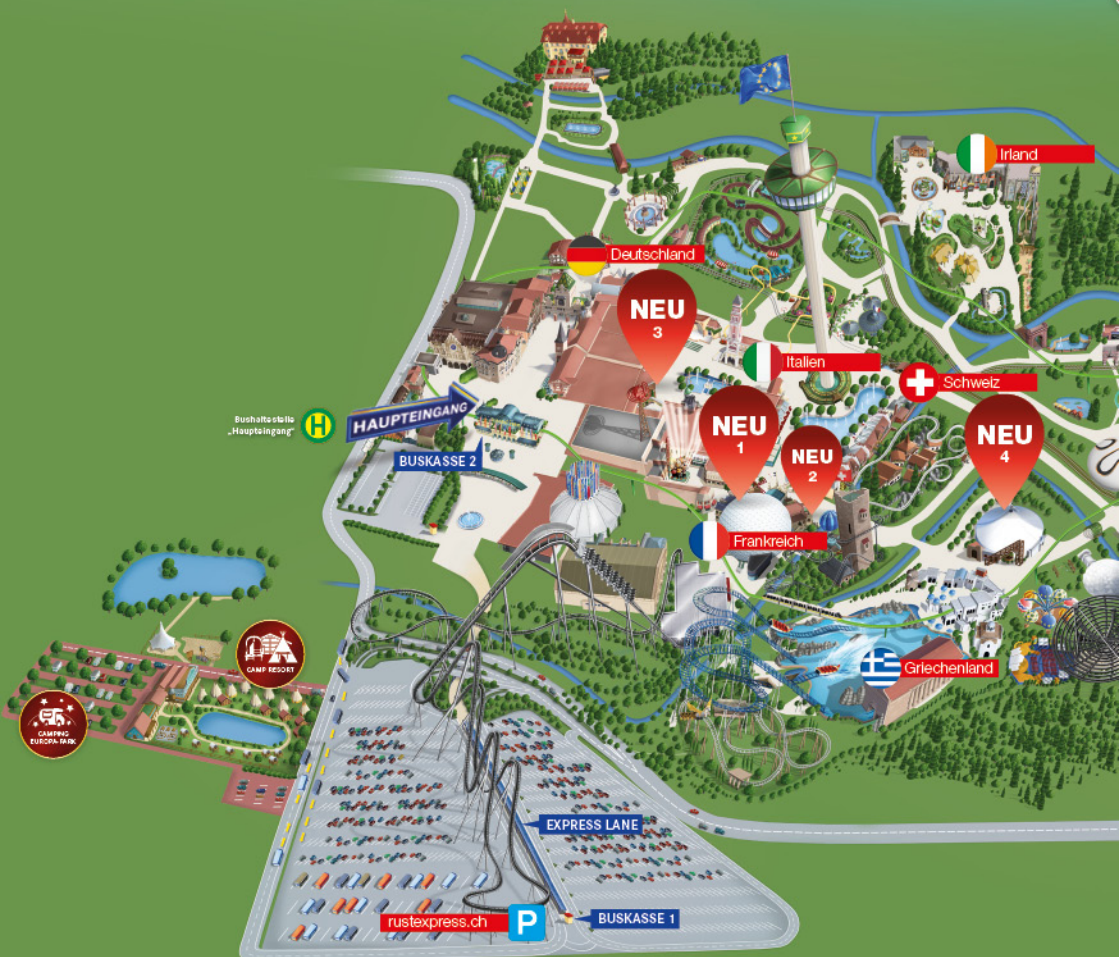 Irland
Deutschland
NEU
3
Italien
Schweiz
Bushaltestelle
„Haupteingang“
H
HAUPTEINGANG
BUSKASSE 2
NEU
1
NEU
2
NEU
4
Frankreich
Griechenland
CAMP RESORT
CAMPING
EUROPA-PARK
EXPRESS LANE
rustexpress.ch
P
BUSKASSE 1